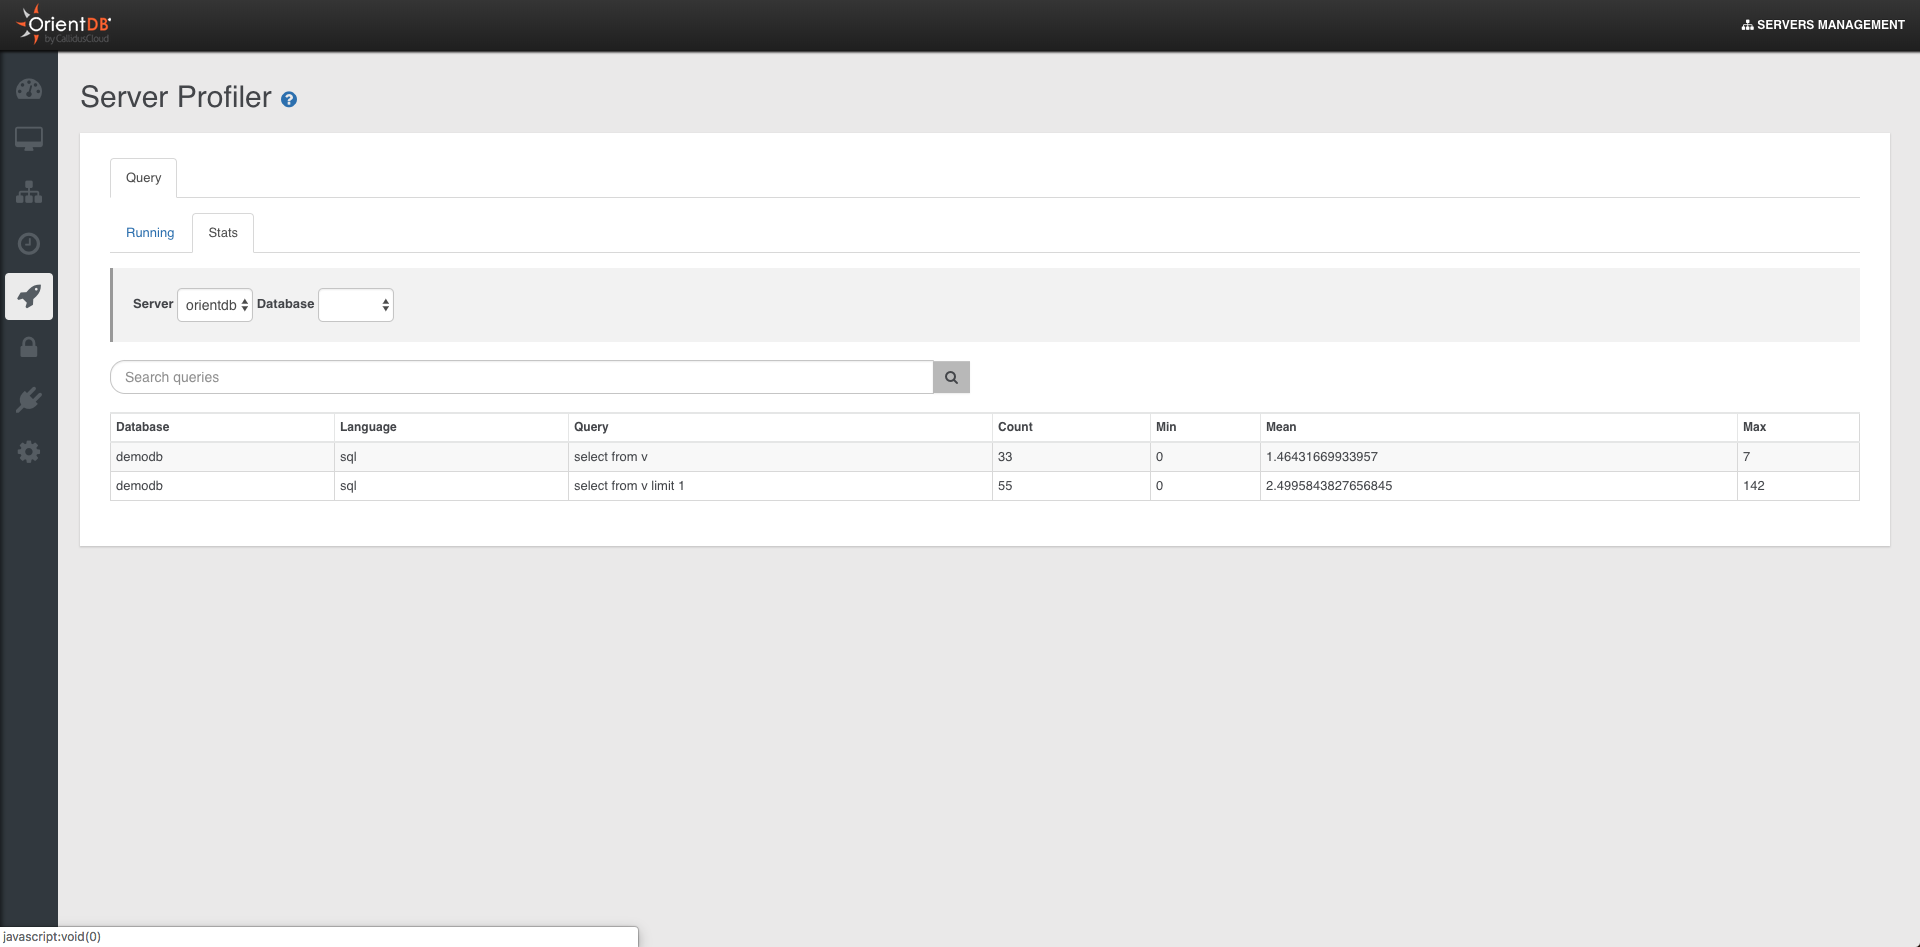 OrientDB
by CallidusCloud
SERVERS MANAGEMENT
Server Profiler
Query
Running Stats
Server orientdb Database
Search queries
Database Language Query Count Min Mean Max
demodb sql select from v 33 0 1.46431669933957 7
demodb sql select from v limit 1 55 0 2.4995843827656845 142
javascript:void(0)